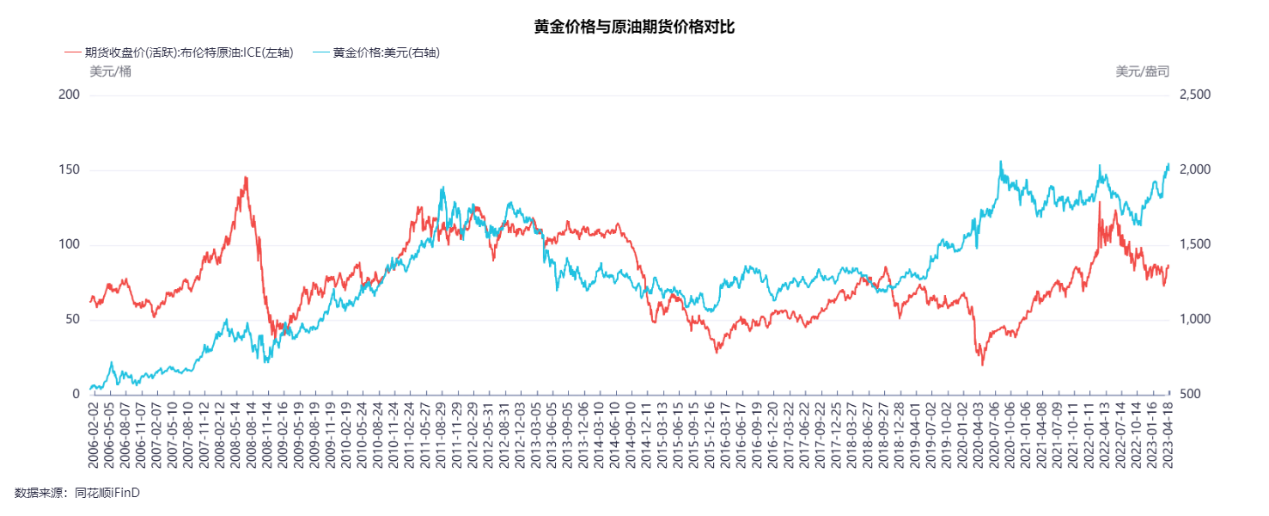 黄金价格与原油期货价格对比
期货收盘价(活跃):布伦特原油:ICE(左轴) 黄金价格:美元(右轴)
美元/桶 美元/盎司
200 2,500
150 2,000
100 1,500
50 1,000
0 500
2006-02-02 2006-05-05 2006-08-07 2006-11-07 2007-02-07 2007-05-10 2007-08-10 2007-11-12 2008-02-12 2008-05-14 2008-08-14 2008-11-14 2009-02-16 2009-05-19 2009-08-19 2009-11-19 2010-02-19 2010-05-24 2010-08-24 2010-11-24 2011-02-24 2011-05-27 2011-08-29 2011-11-29 2012-02-29 2012-05-31 2012-08-31 2012-12-03 2013-03-05 2013-06-05 2013-09-05 2013-12-06 2014-03-10 2014-06-10 2014-09-10 2014-12-11 2015-03-13 2015-06-15 2015-09-15 2015-12-16 2016-03-17 2016-06-17 2016-09-19 2016-12-20 2017-03-22 2017-06-22 2017-09-22 2017-12-25 2018-03-27 2018-06-27 2018-09-27 2018-12-28 2019-04-01 2019-07-02 2019-10-02 2020-01-02 2020-04-03 2020-07-06 2020-10-06 2021-01-06 2021-04-08 2021-07-09 2021-10-11 2022-01-11 2022-04-13 2022-07-14 2022-10-14 2023-01-16 2023-04-18
数据来源：同花顺iFinD